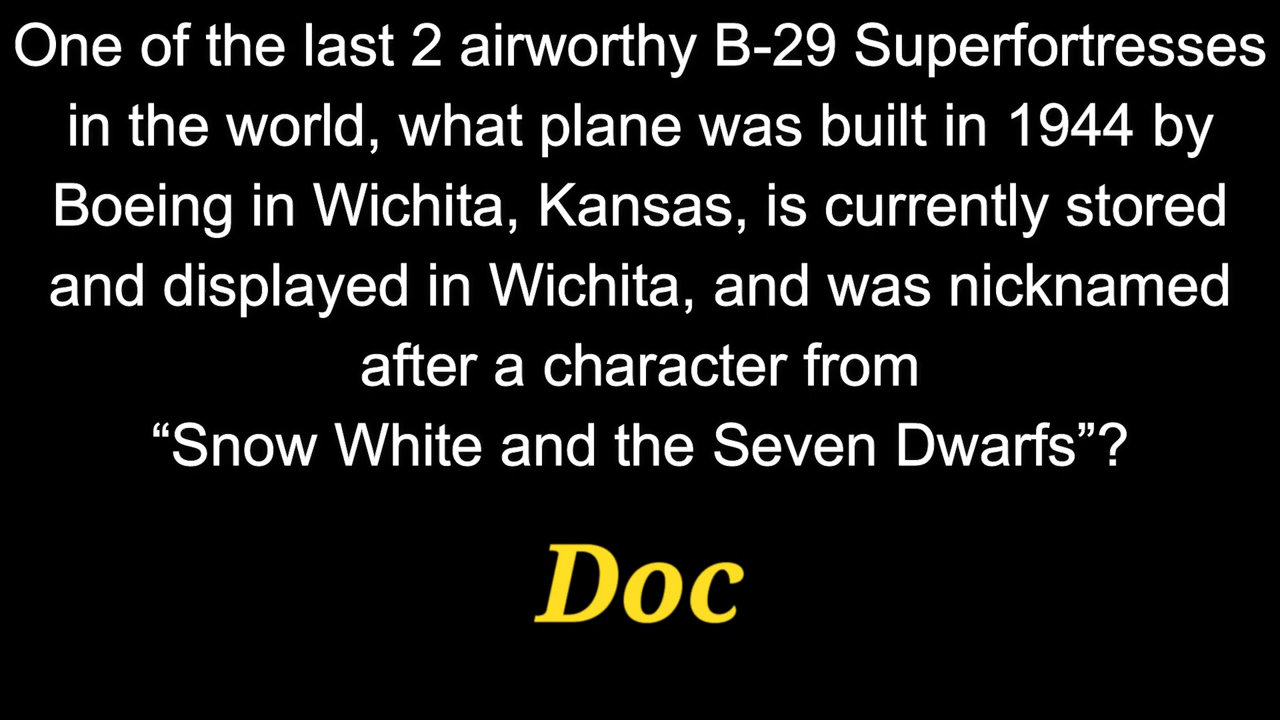 One of the last 2 airworthy B-29 Superfortresses
in the world, what plane was built in 1944 by
Boeing in Wichita, Kansas, is currently stored
and displayed in Wichita, and was nicknamed
after a character from
“Snow White and the Seven Dwarfs”?
Doc